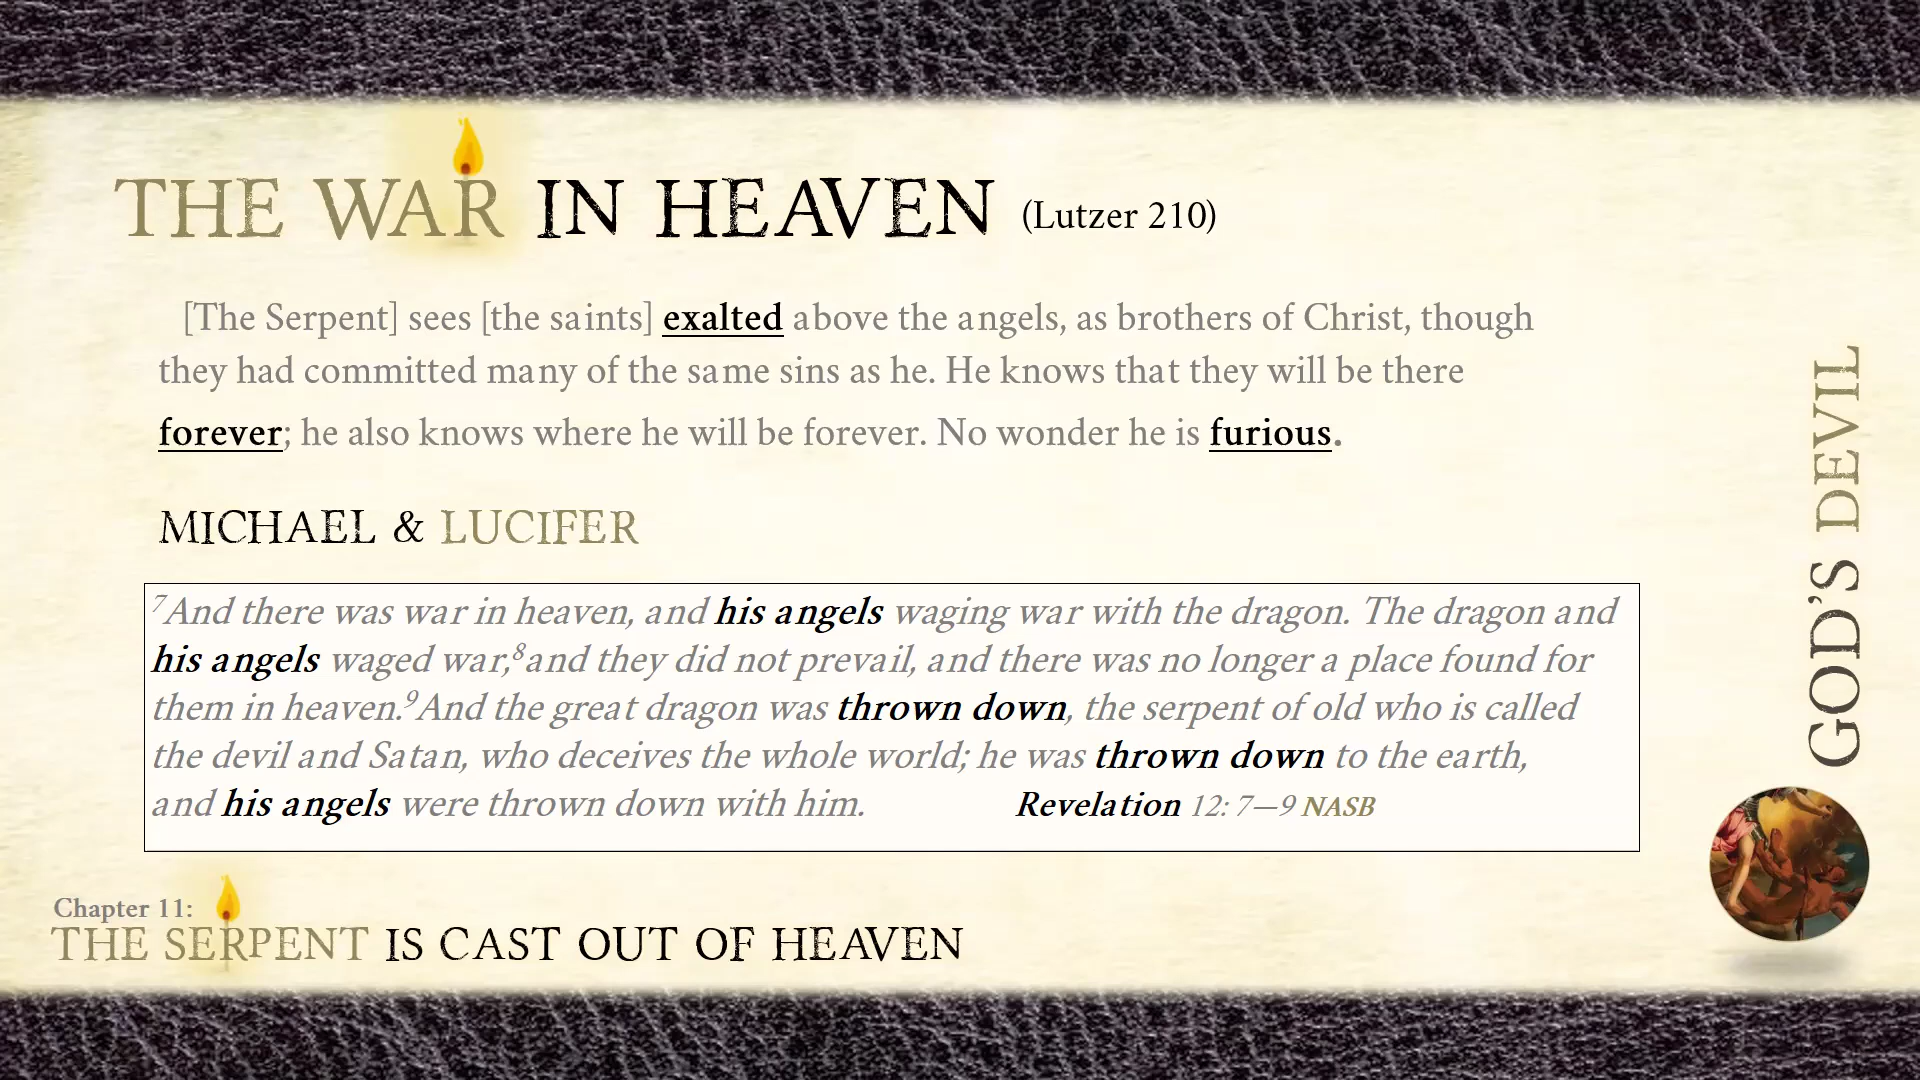 THE WAR IN HEAVEN (Lutzer 210)
[The Serpent] sees [the saints] exalted above the angels, as brothers of Christ, though
they had committed many of the same sins as he. He knows that they will be there
forever; he also knows where he will be forever. No wonder he is furious.
MICHAEL & LUCIFER
7And there was war in heaven, and his angels waging war with the dragon. The dragon and
his angels waged war;8and they did not prevail, and there was no longer a place found for
them in heaven.9And the great dragon was thrown down, the serpent of old who is called
the devil and Satan, who deceives the whole world; he was thrown down to the earth,
and his angels were thrown down with him. Revelation 12: 7—9 NASB
Chapter 11:
THE SERPENT IS CAST OUT OF HEAVEN
GOD'S DEVIL